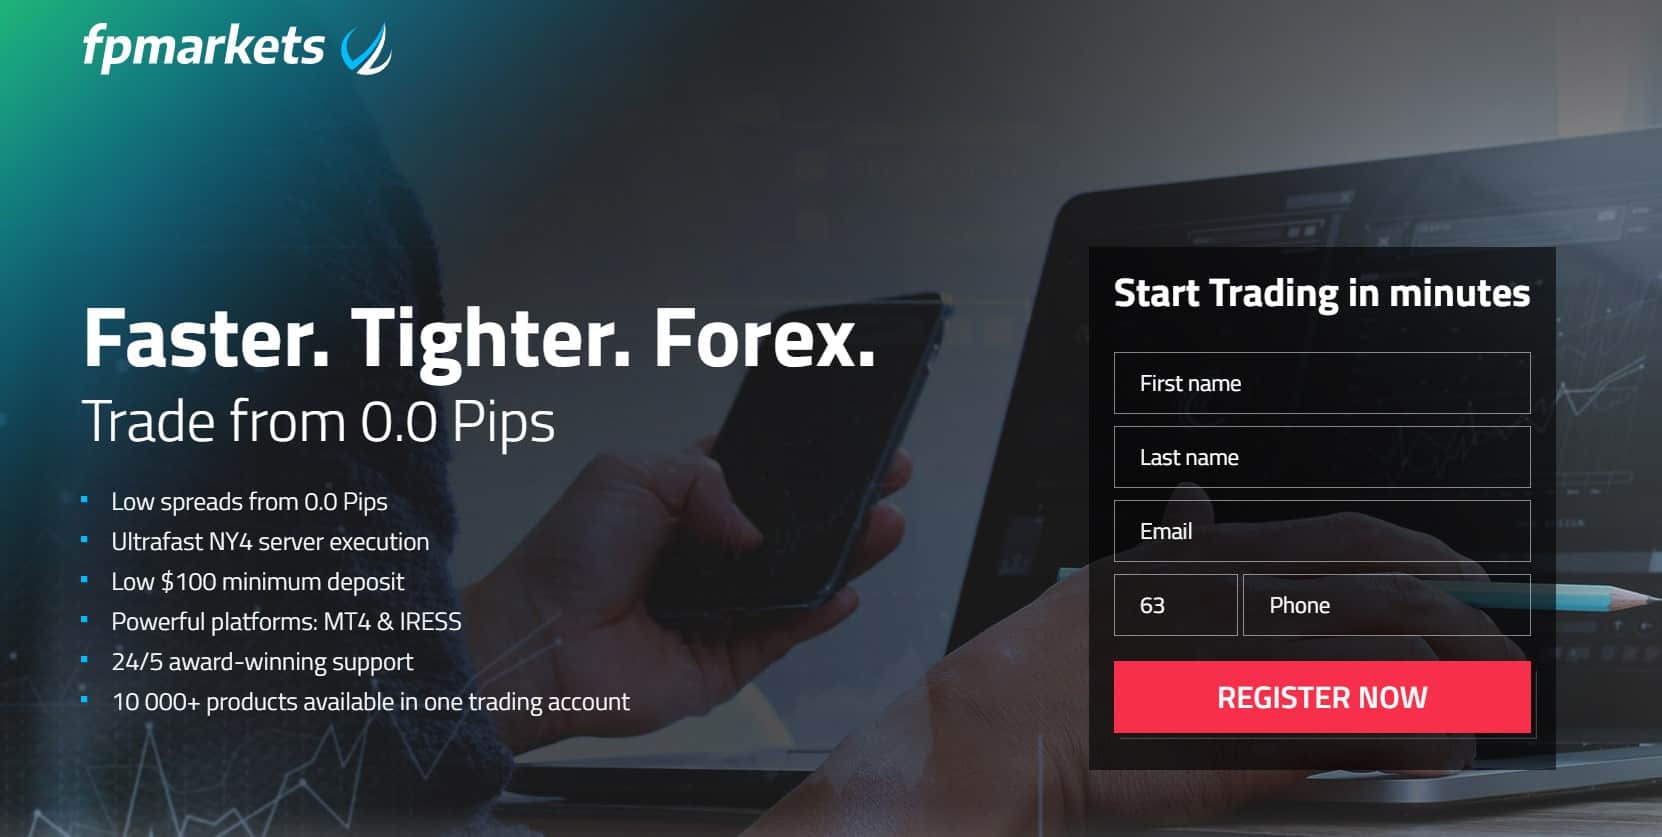 fpmarkets
Faster. Tighter. Forex.
Trade from 0.0 Pips
Low spreads from 0.0 Pips
Ultrafast NY4 server execution
Low $100 minimum deposit
Powerful platforms: MT4 & IRESS
24/5 award-winning support
10 000+ products available in one trading account
Start Trading in minutes
First name
Last name
Email
63 Phone
REGISTER NOW